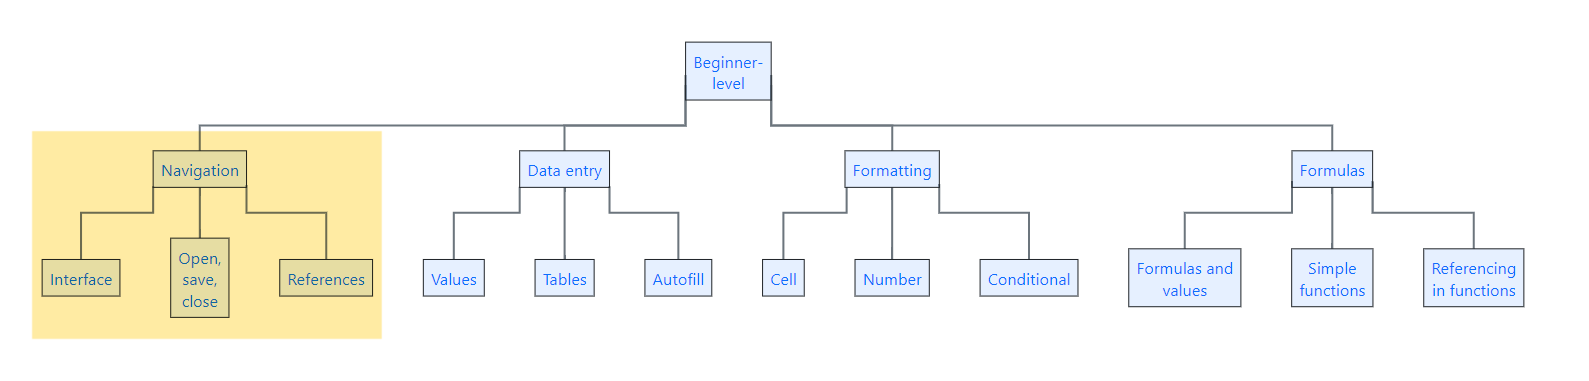 Beginner-
level
Navigation
Data entry
Formatting
Formulas
Interface
Open,
save,
close
References
Values
Tables
Autofill
Cell
Number
Conditional
Formulas and
values
Simple
functions
Referencing
in functions